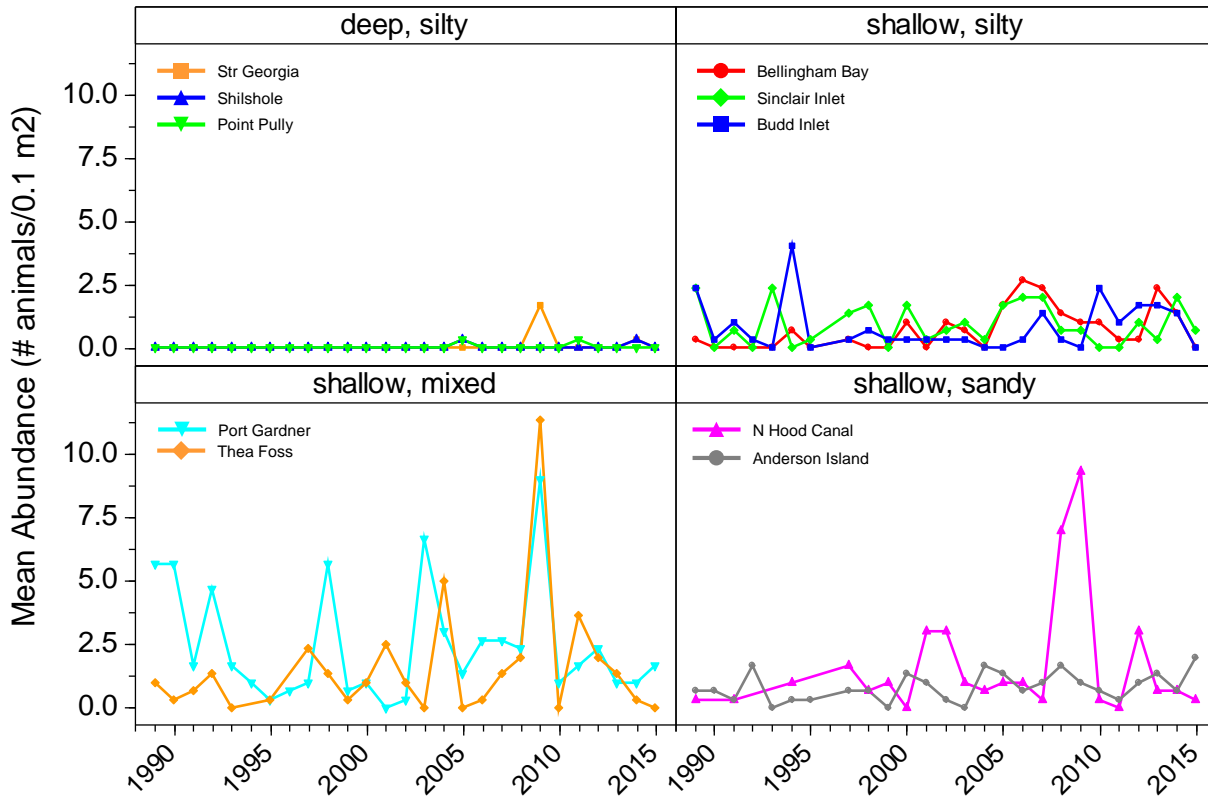 deep, silty
shallow, silty
Mean Abundance (# animals/0.1 m2)
10.0
7.5
5.0
2.5
0.0
Str Georgia
Shilshole
Point Pully
Bellingham Bay
Sinclair Inlet
Budd Inlet
shallow, mixed
shallow, sandy
10.0
7.5
5.0
2.5
0.0
Port Gardner
Thea Foss
N Hood Canal
Anderson Island
1990
1995
2000
2005
2010
2015
1990
1995
2000
2005
2010
2015